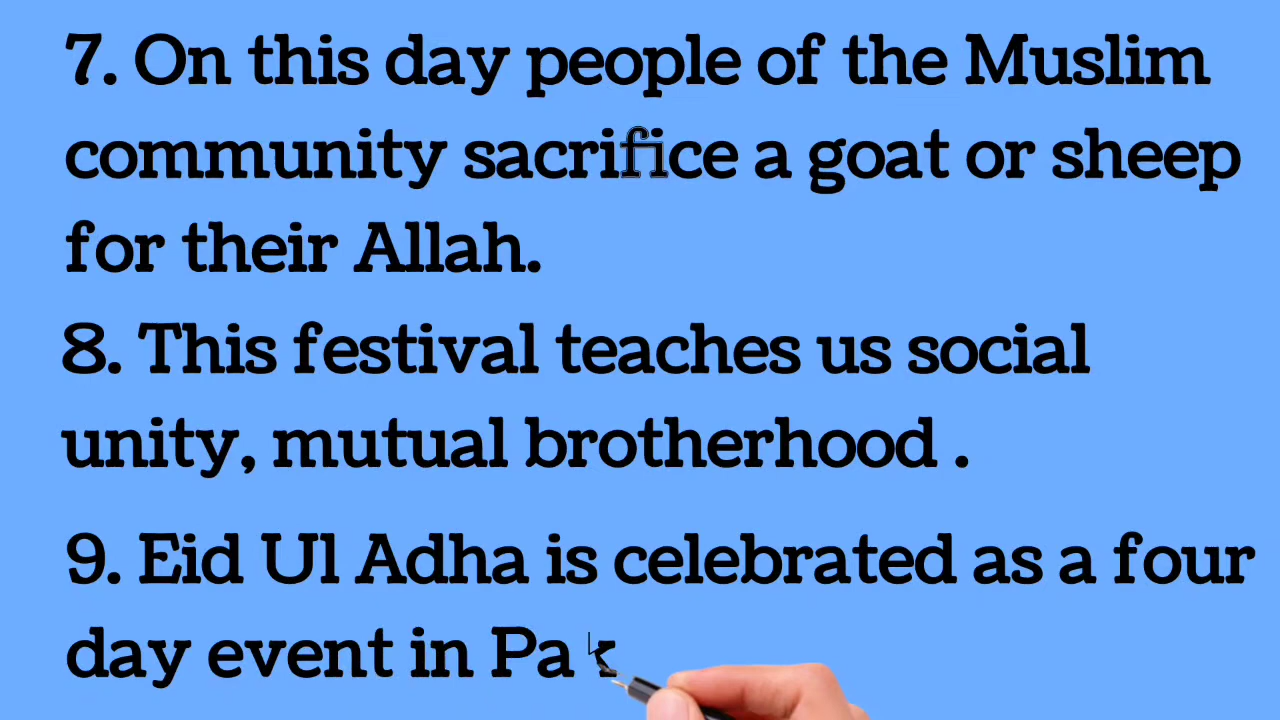 7. On this day people of the Muslim
community sacrifice a goat or sheep
for their Allah.
8. This festival teaches us social
unity, mutual brotherhood .
9. Eid Ul Adha is celebrated as a four
day event in Pak